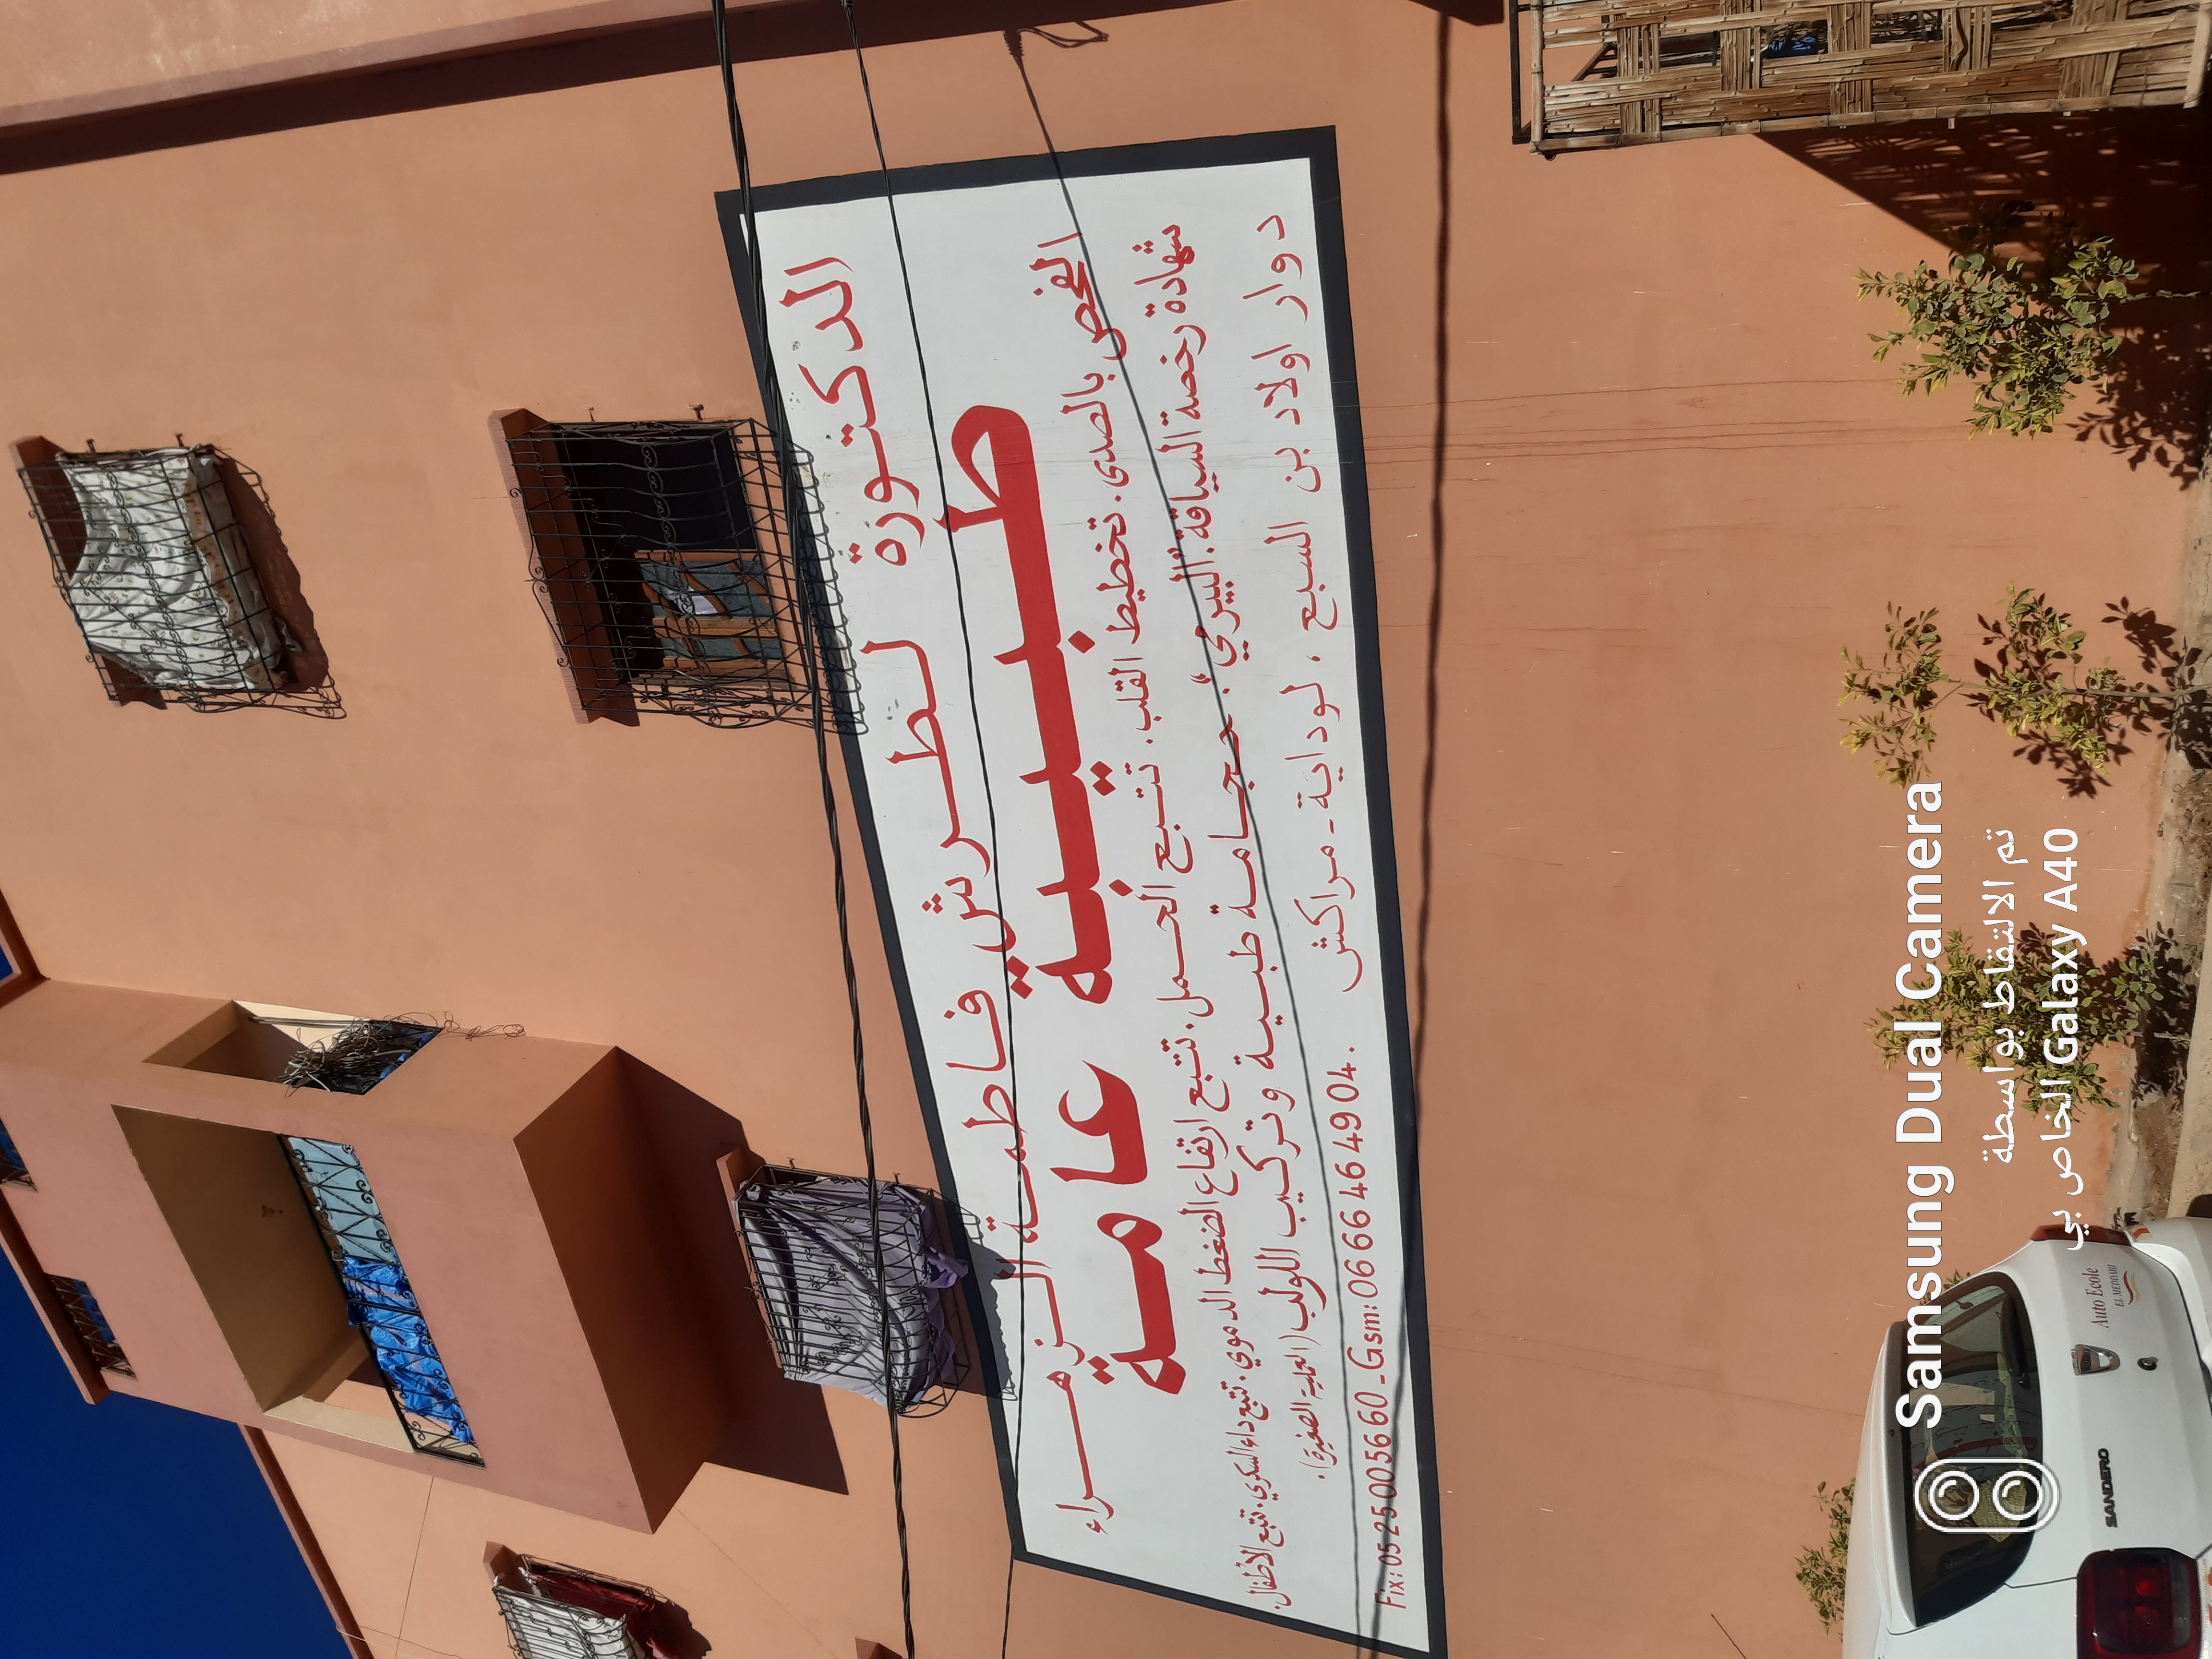 الدكتورة لطرش فاطمة الزهراء
طبيبة عامة
الفحص بالصدى. تخطيط القلب. تتبع الحمل. تتبع ارتفاع الضغط الدموي. تتبع داء السكري. تتبع الأطفال.
شهادة رخصة السياقة. البيرمي. حجامة طبية وتركيب اللولب (العملية الصغيرة).
دوار اولاد بن السبع ، لوداية - مراكش
Fix: 05 25 00 56 60 - Gsm: 06 66 46 49 04.
Auto Ecole
SANDERO
Samsung Dual Camera
تم الالتقاط بواسطة
Galaxy A40 الخاص بي